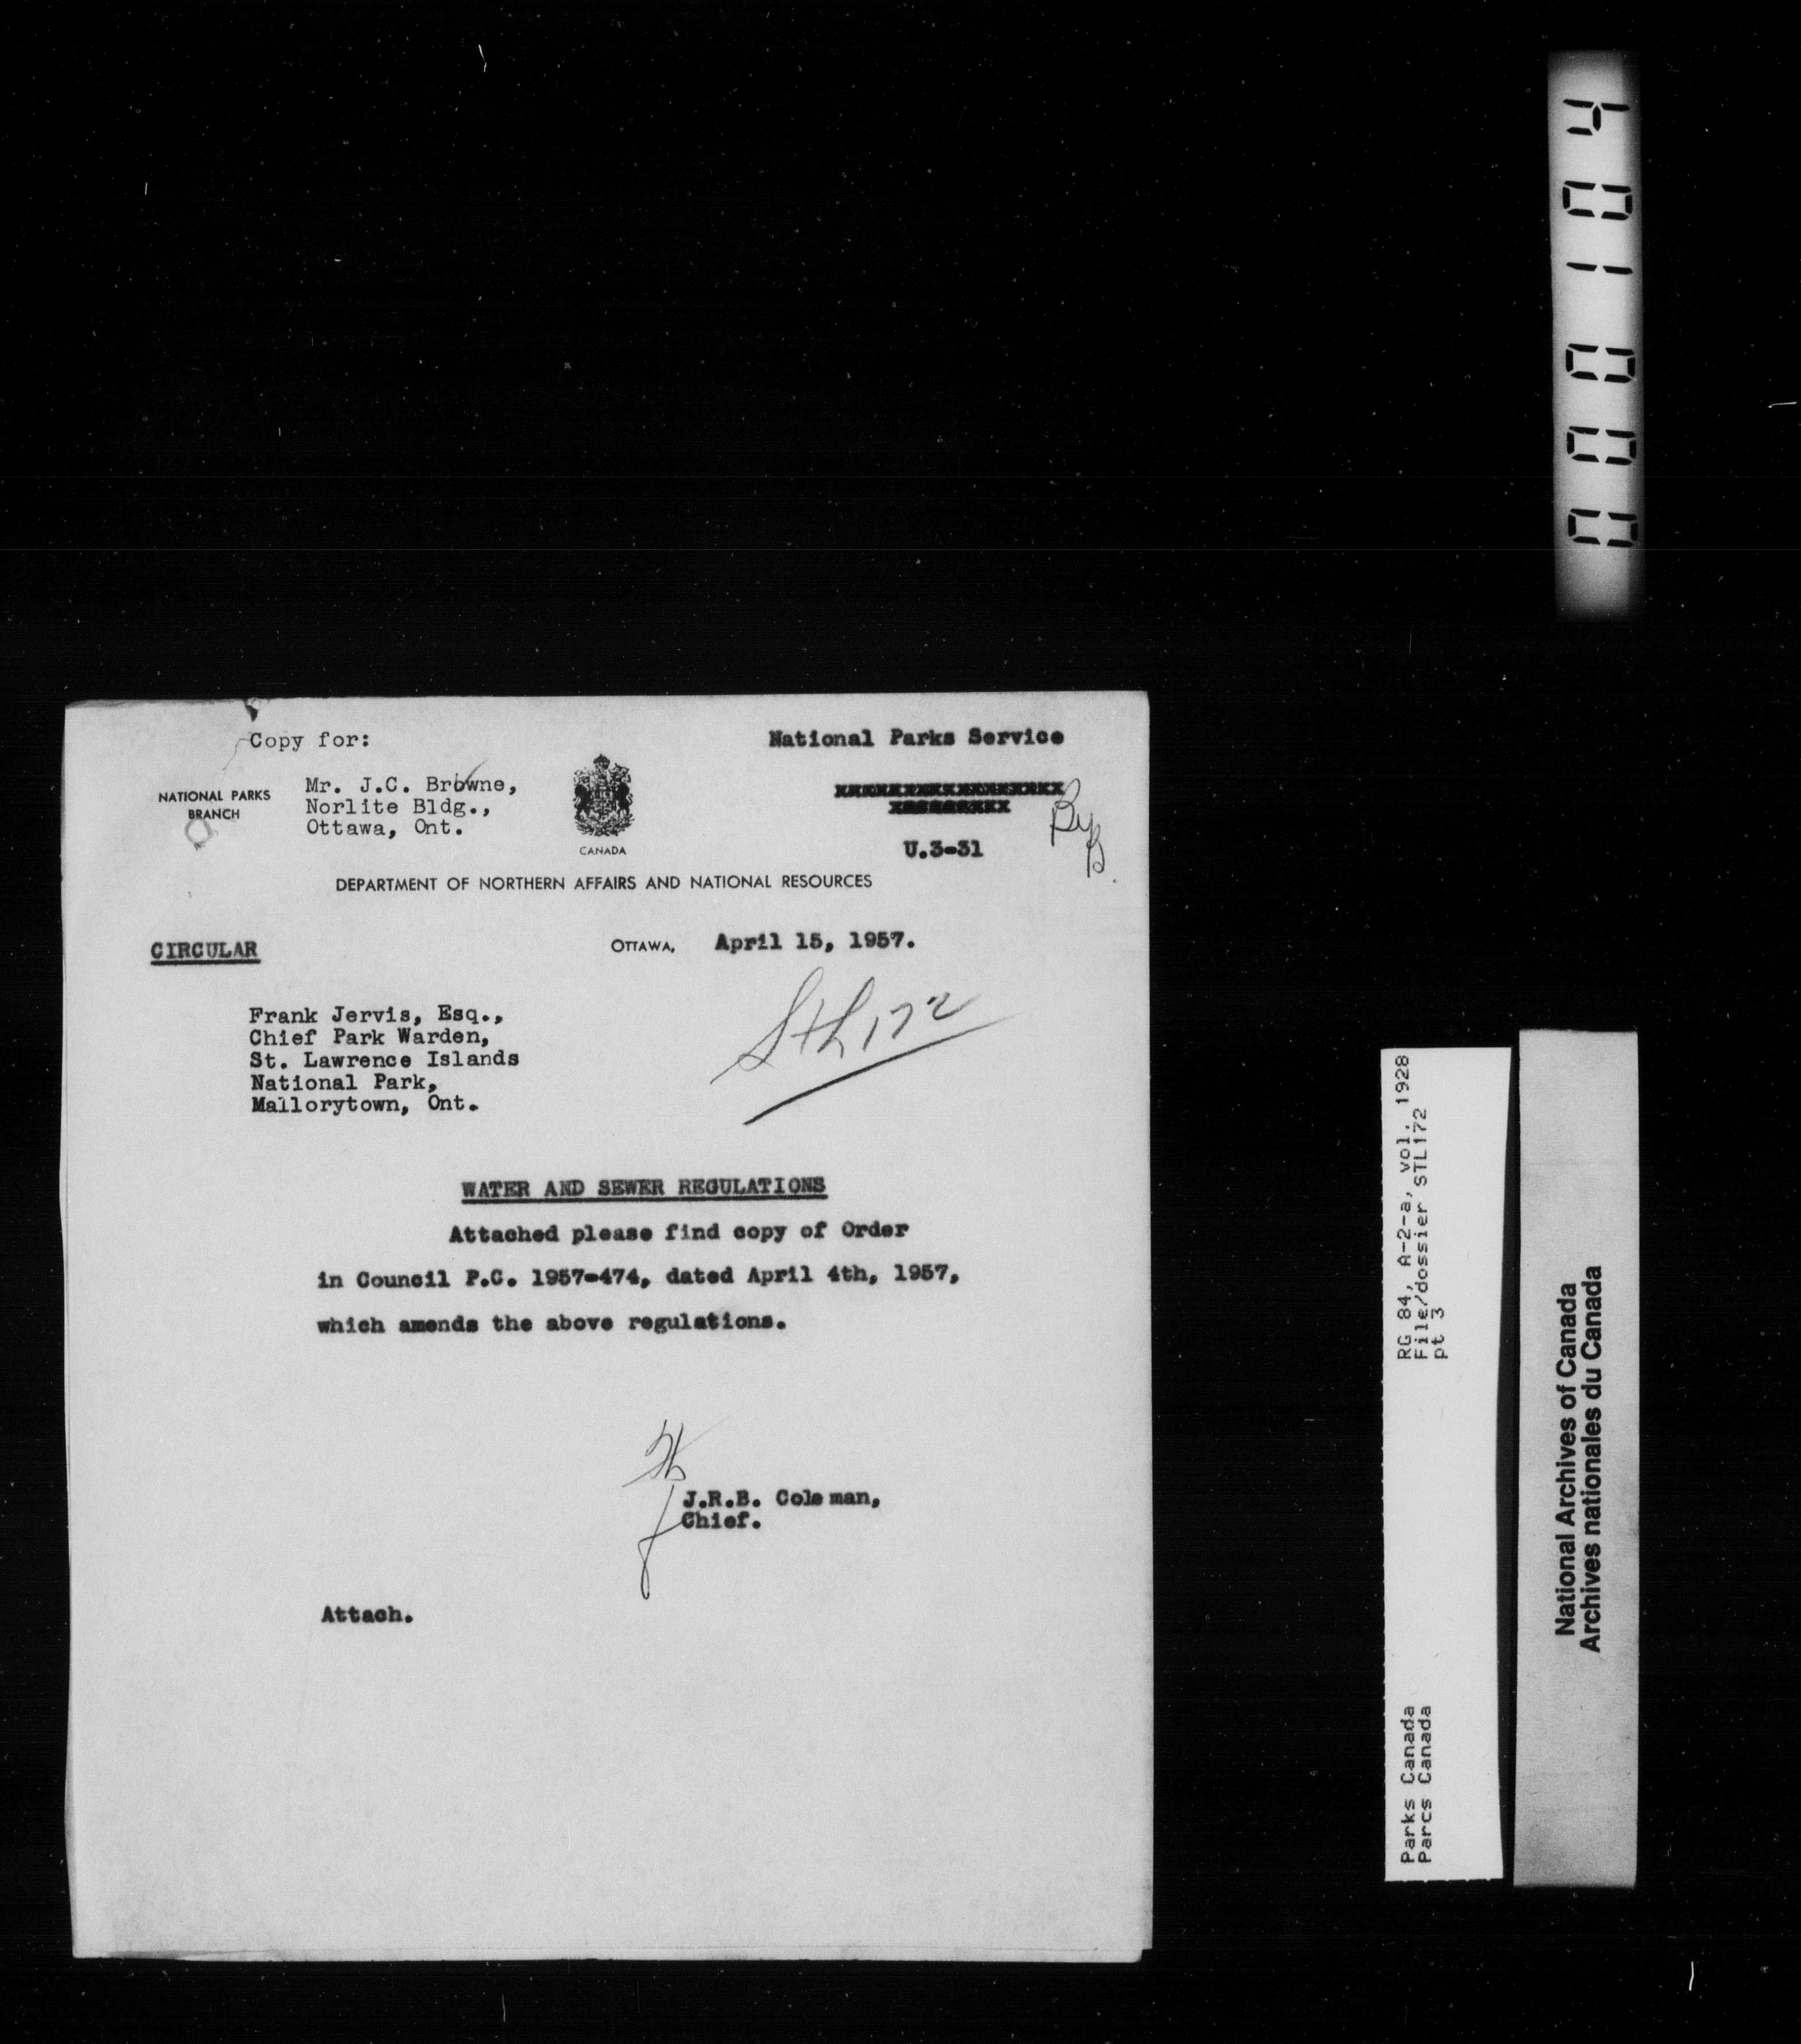 Copy for:
National Parks Service
NATIONAL PARKS
BRANCH
Mr. J.C. Browne,
Norlite Bldg.,
Ottawa, Ont.
CANADA
U.3-31
DEPARTMENT OF NORTHERN AFFAIRS AND NATIONAL RESOURCES
CIRCULAR
OTTAWA, April 15, 1957.
StL172
Frank Jervis, Esq.,
Chief Park Warden,
St. Lawrence Islands
National Park,
Mallorytown, Ont.
WATER AND SEWER REGULATIONS
Attached please find copy of Order
in Council P.C. 1957-474, dated April 4th, 1957,
which amends the above regulations.
J.R.B. Coleman,
Chief.
Attach.
RG 84, A-2-a, vol. 1928
File/dossier STL172
pt 3
Parks Canada
Parcs Canada
National Archives of Canada
Archives nationales du Canada